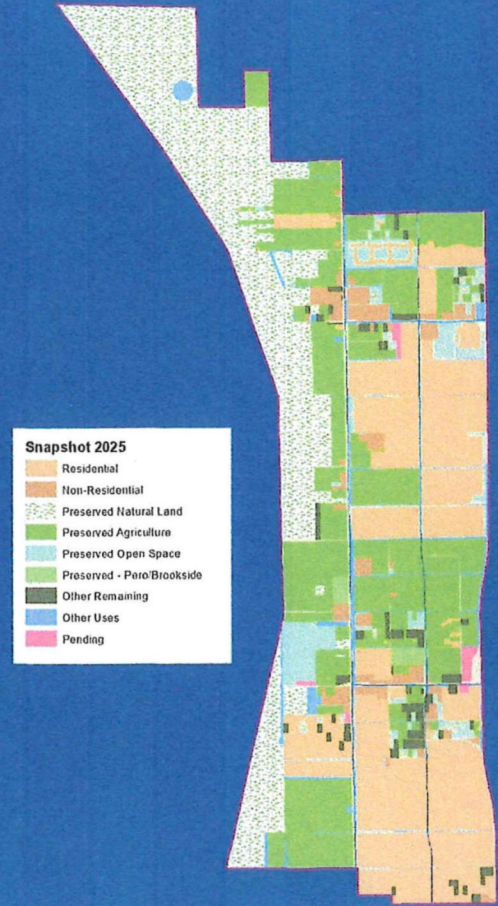 Snapshot 2025
Residential
Non-Residential
Preserved Natural Land
Preserved Agriculture
Preserved Open Space
Preserved - Pero/Brookside
Other Remaining
Other Uses
Pending